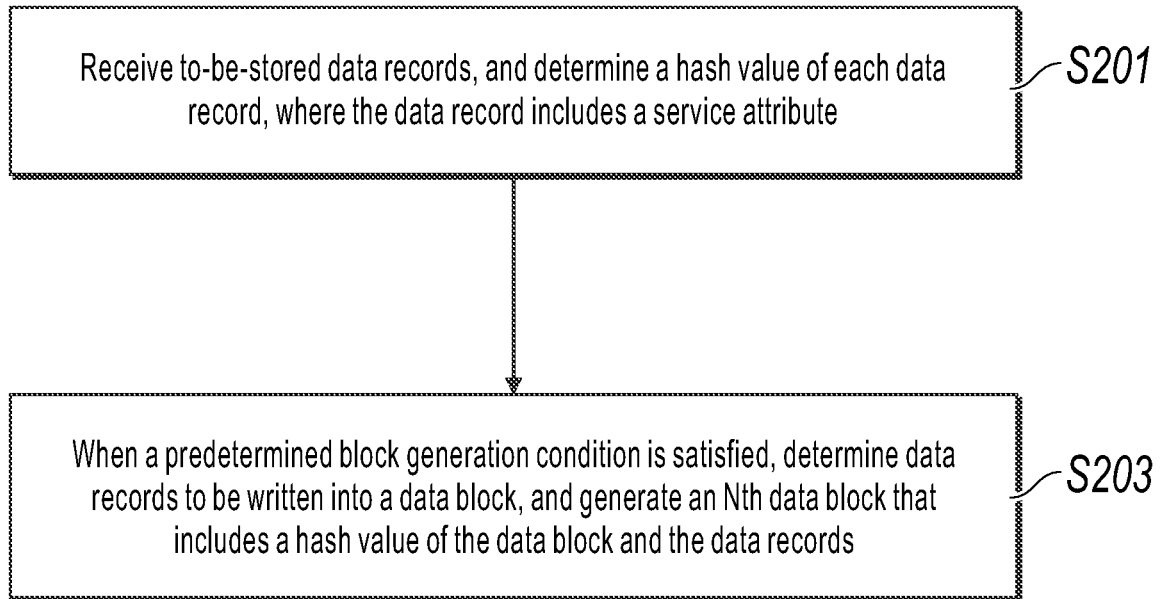 Receive to-be-stored data records, and determine a hash value of each data
record, where the data record includes a service attribute
S201
When a predetermined block generation condition is satisfied, determine data
records to be written into a data block, and generate an Nth data block that
includes a hash value of the data block and the data records
S203